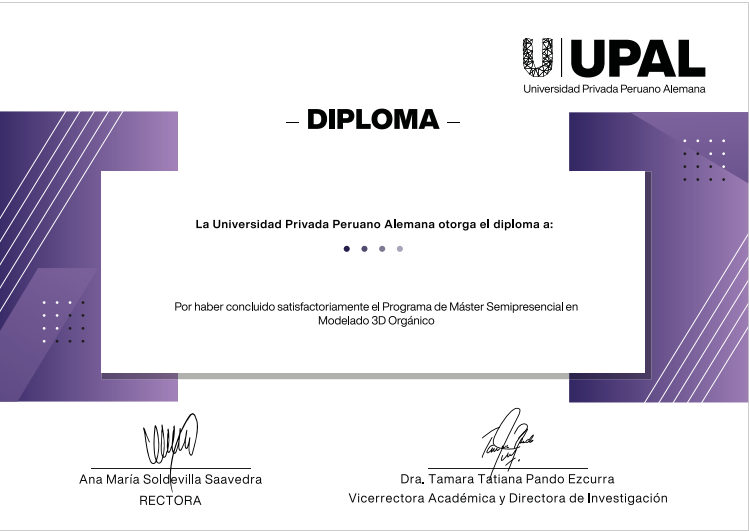 UPAL
Universidad Privada Peruano Alemana
– DIPLOMA –
La Universidad Privada Peruano Alemana otorga el diploma a:
Por haber concluido satisfactoriamente el Programa de Máster Semipresencial en
Modelado 3D Orgánico
Ana María Soldevilla Saavedra
RECTORA
Dra. Tamara Tatiana Pando Ezcurra
Vicerrectora Académica y Directora de Investigación